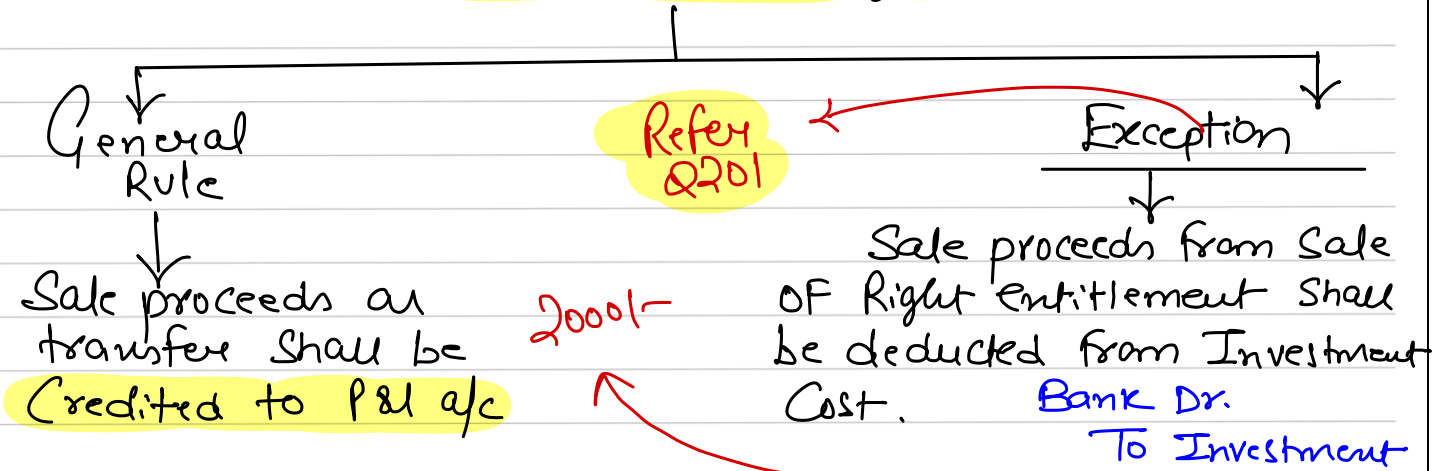 General
Rule
Sale proceeds on
transfer shall be
Credited to P&L a/c
Refer
Q201
2000/-
Exception
Sale proceeds from sale
OF Right entitlement shall
be deducted from Investment
Cost.
Bank Dr.
To Investment